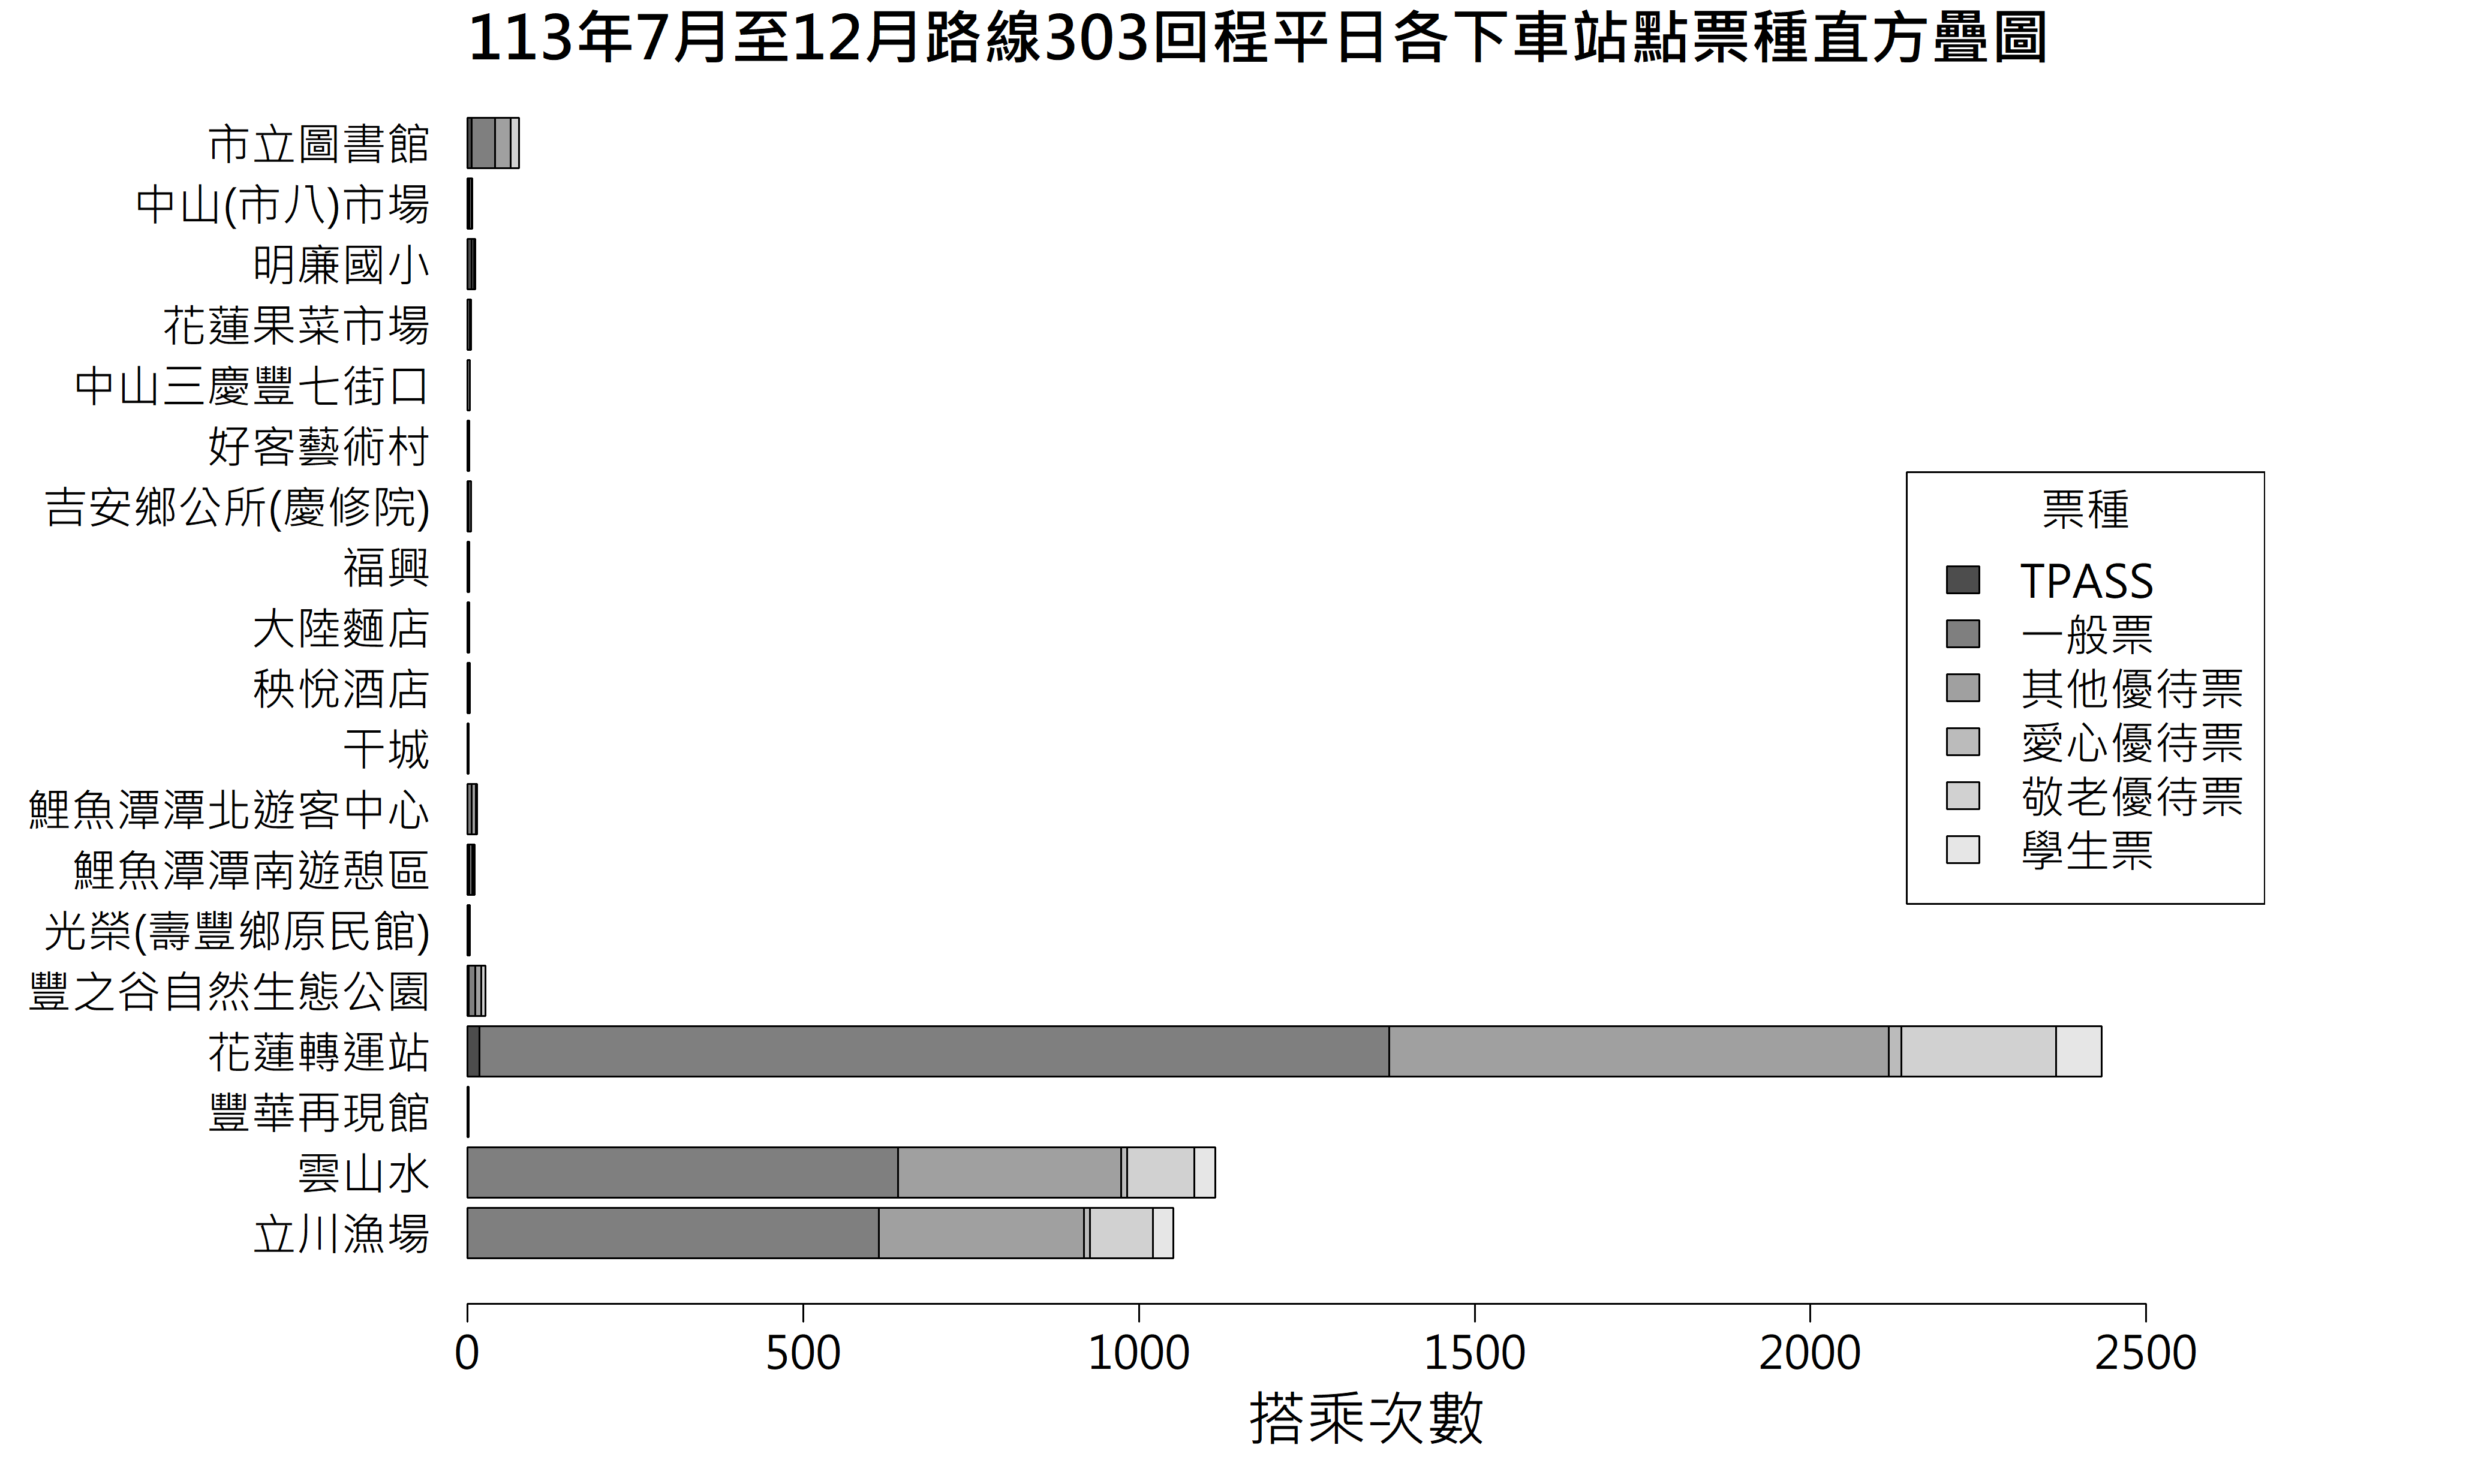 113年7月至12月路線303回程平日各下車站點票種直方疊圖
市立圖書館
中山(市八)市場
明廉國小
花蓮果菜市場
中山三慶豐七街口
好客藝術村
吉安鄉公所(慶修院)
福興
大陸麵店
秧悅酒店
干城
鯉魚潭潭北遊客中心
鯉魚潭潭南遊憩區
光榮(壽豐鄉原民館)
豐之谷自然生態公園
花蓮轉運站
豐華再現館
雲山水
立川漁場
票種
TPASS
一般票
其他優待票
愛心優待票
敬老優待票
學生票
0 500 1000 1500 2000 2500
搭乘次數